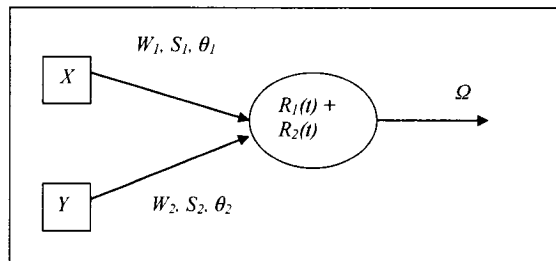 W1, S1, θ1
X
R1(t) +
R2(t)
Ω
Y
W2, S2, θ2